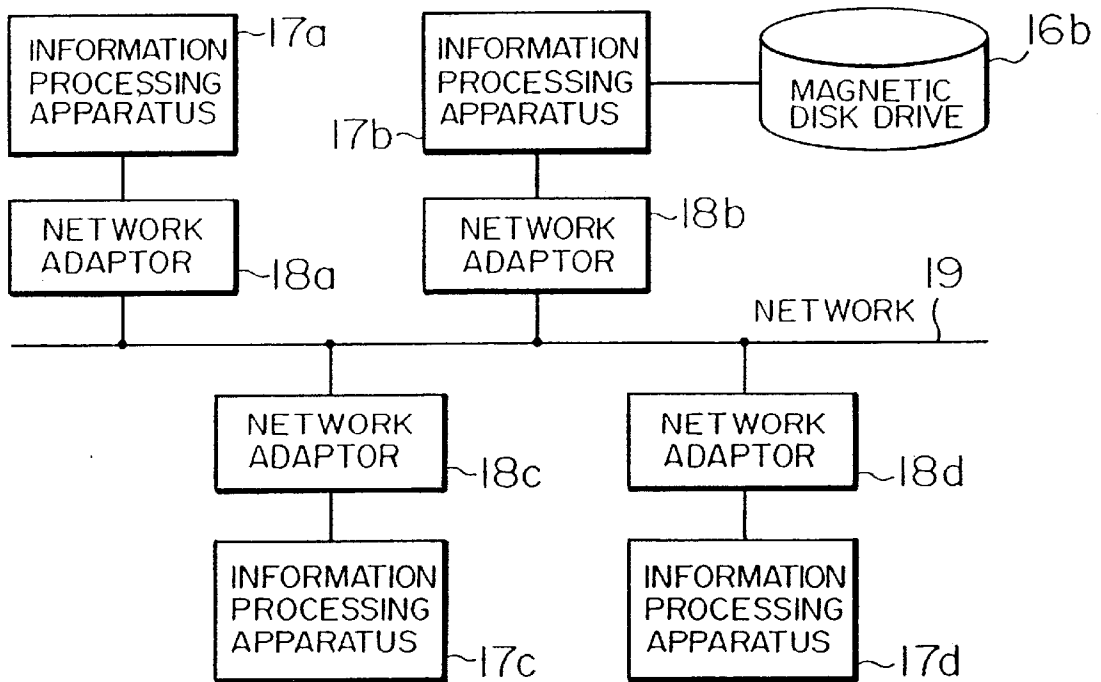 INFORMATION
PROCESSING
APPARATUS
17a
INFORMATION
PROCESSING
APPARATUS
17b
MAGNETIC
DISK DRIVE
16b
NETWORK
ADAPTOR
18a
NETWORK
ADAPTOR
18b
NETWORK
19
NETWORK
ADAPTOR
18c
NETWORK
ADAPTOR
18d
INFORMATION
PROCESSING
APPARATUS
17c
INFORMATION
PROCESSING
APPARATUS
17d